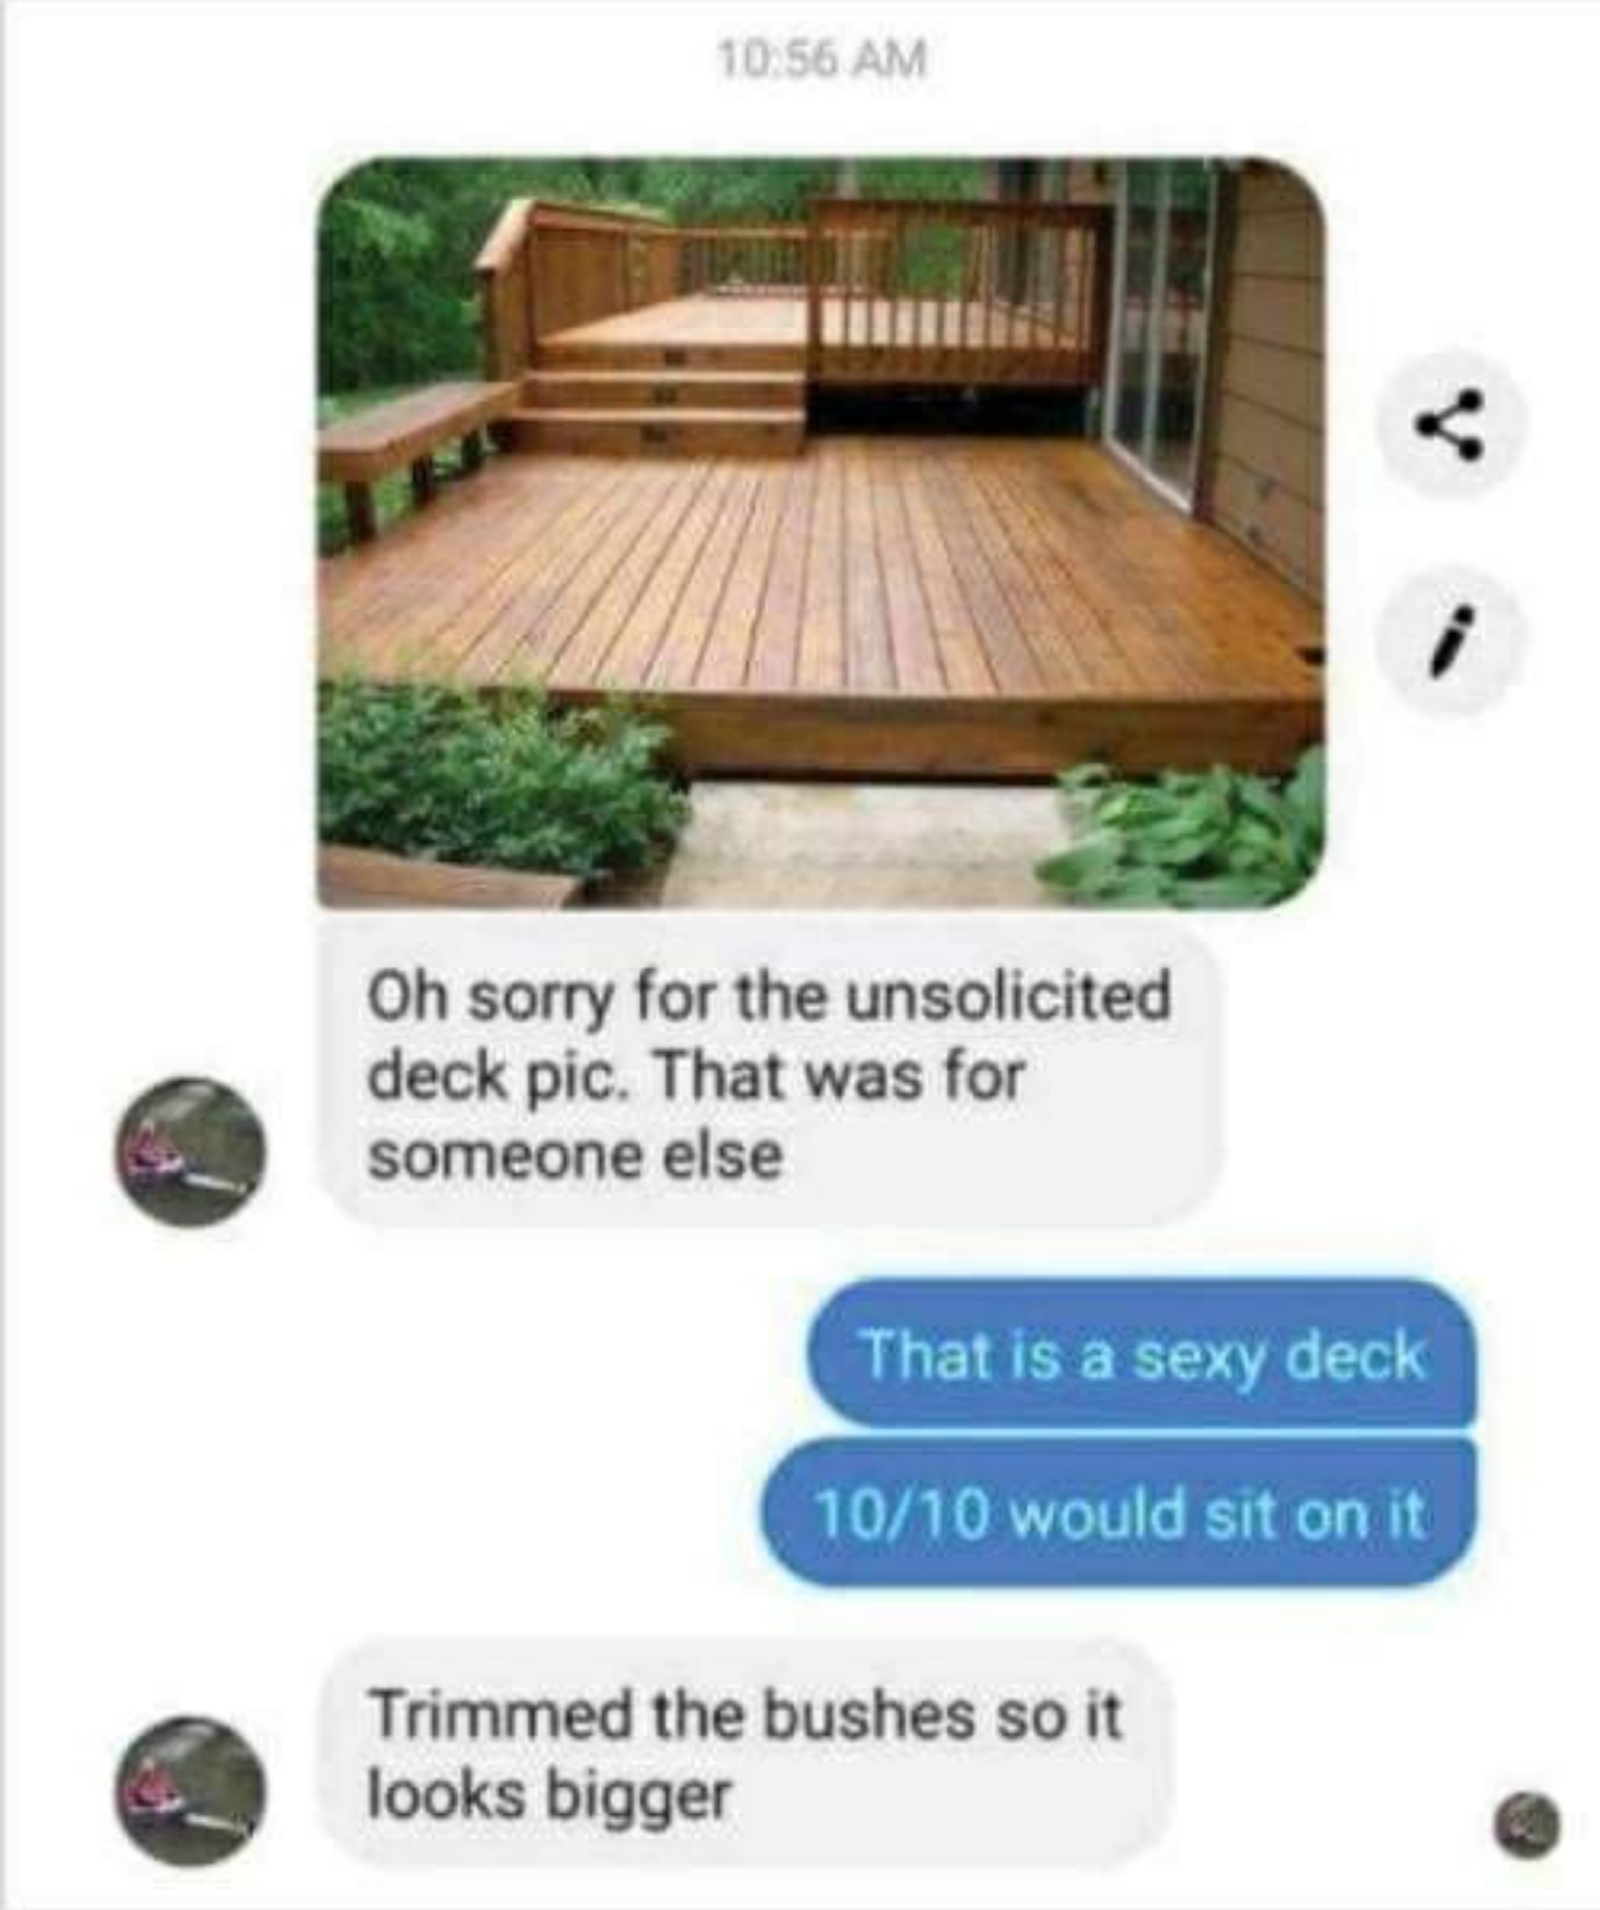 10:56 AM
Oh sorry for the unsolicited
deck pic. That was for
someone else
That is a sexy deck
10/10 would sit on it
Trimmed the bushes so it
looks bigger